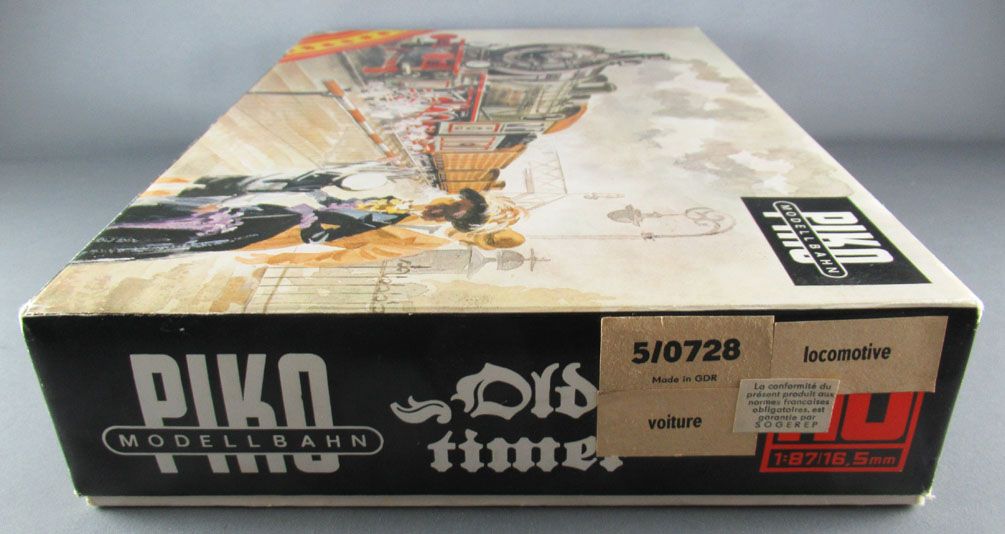 PIKO
MODELLBAHN
PIKO
MODELLBAHN
Old
timer
5/0728
Made in GDR
locomotive
voiture
La conformité du
présent produit aux
normes francaises
obligatoires, est
garantie par
SOGEREP
HO
1:87/16,5mm